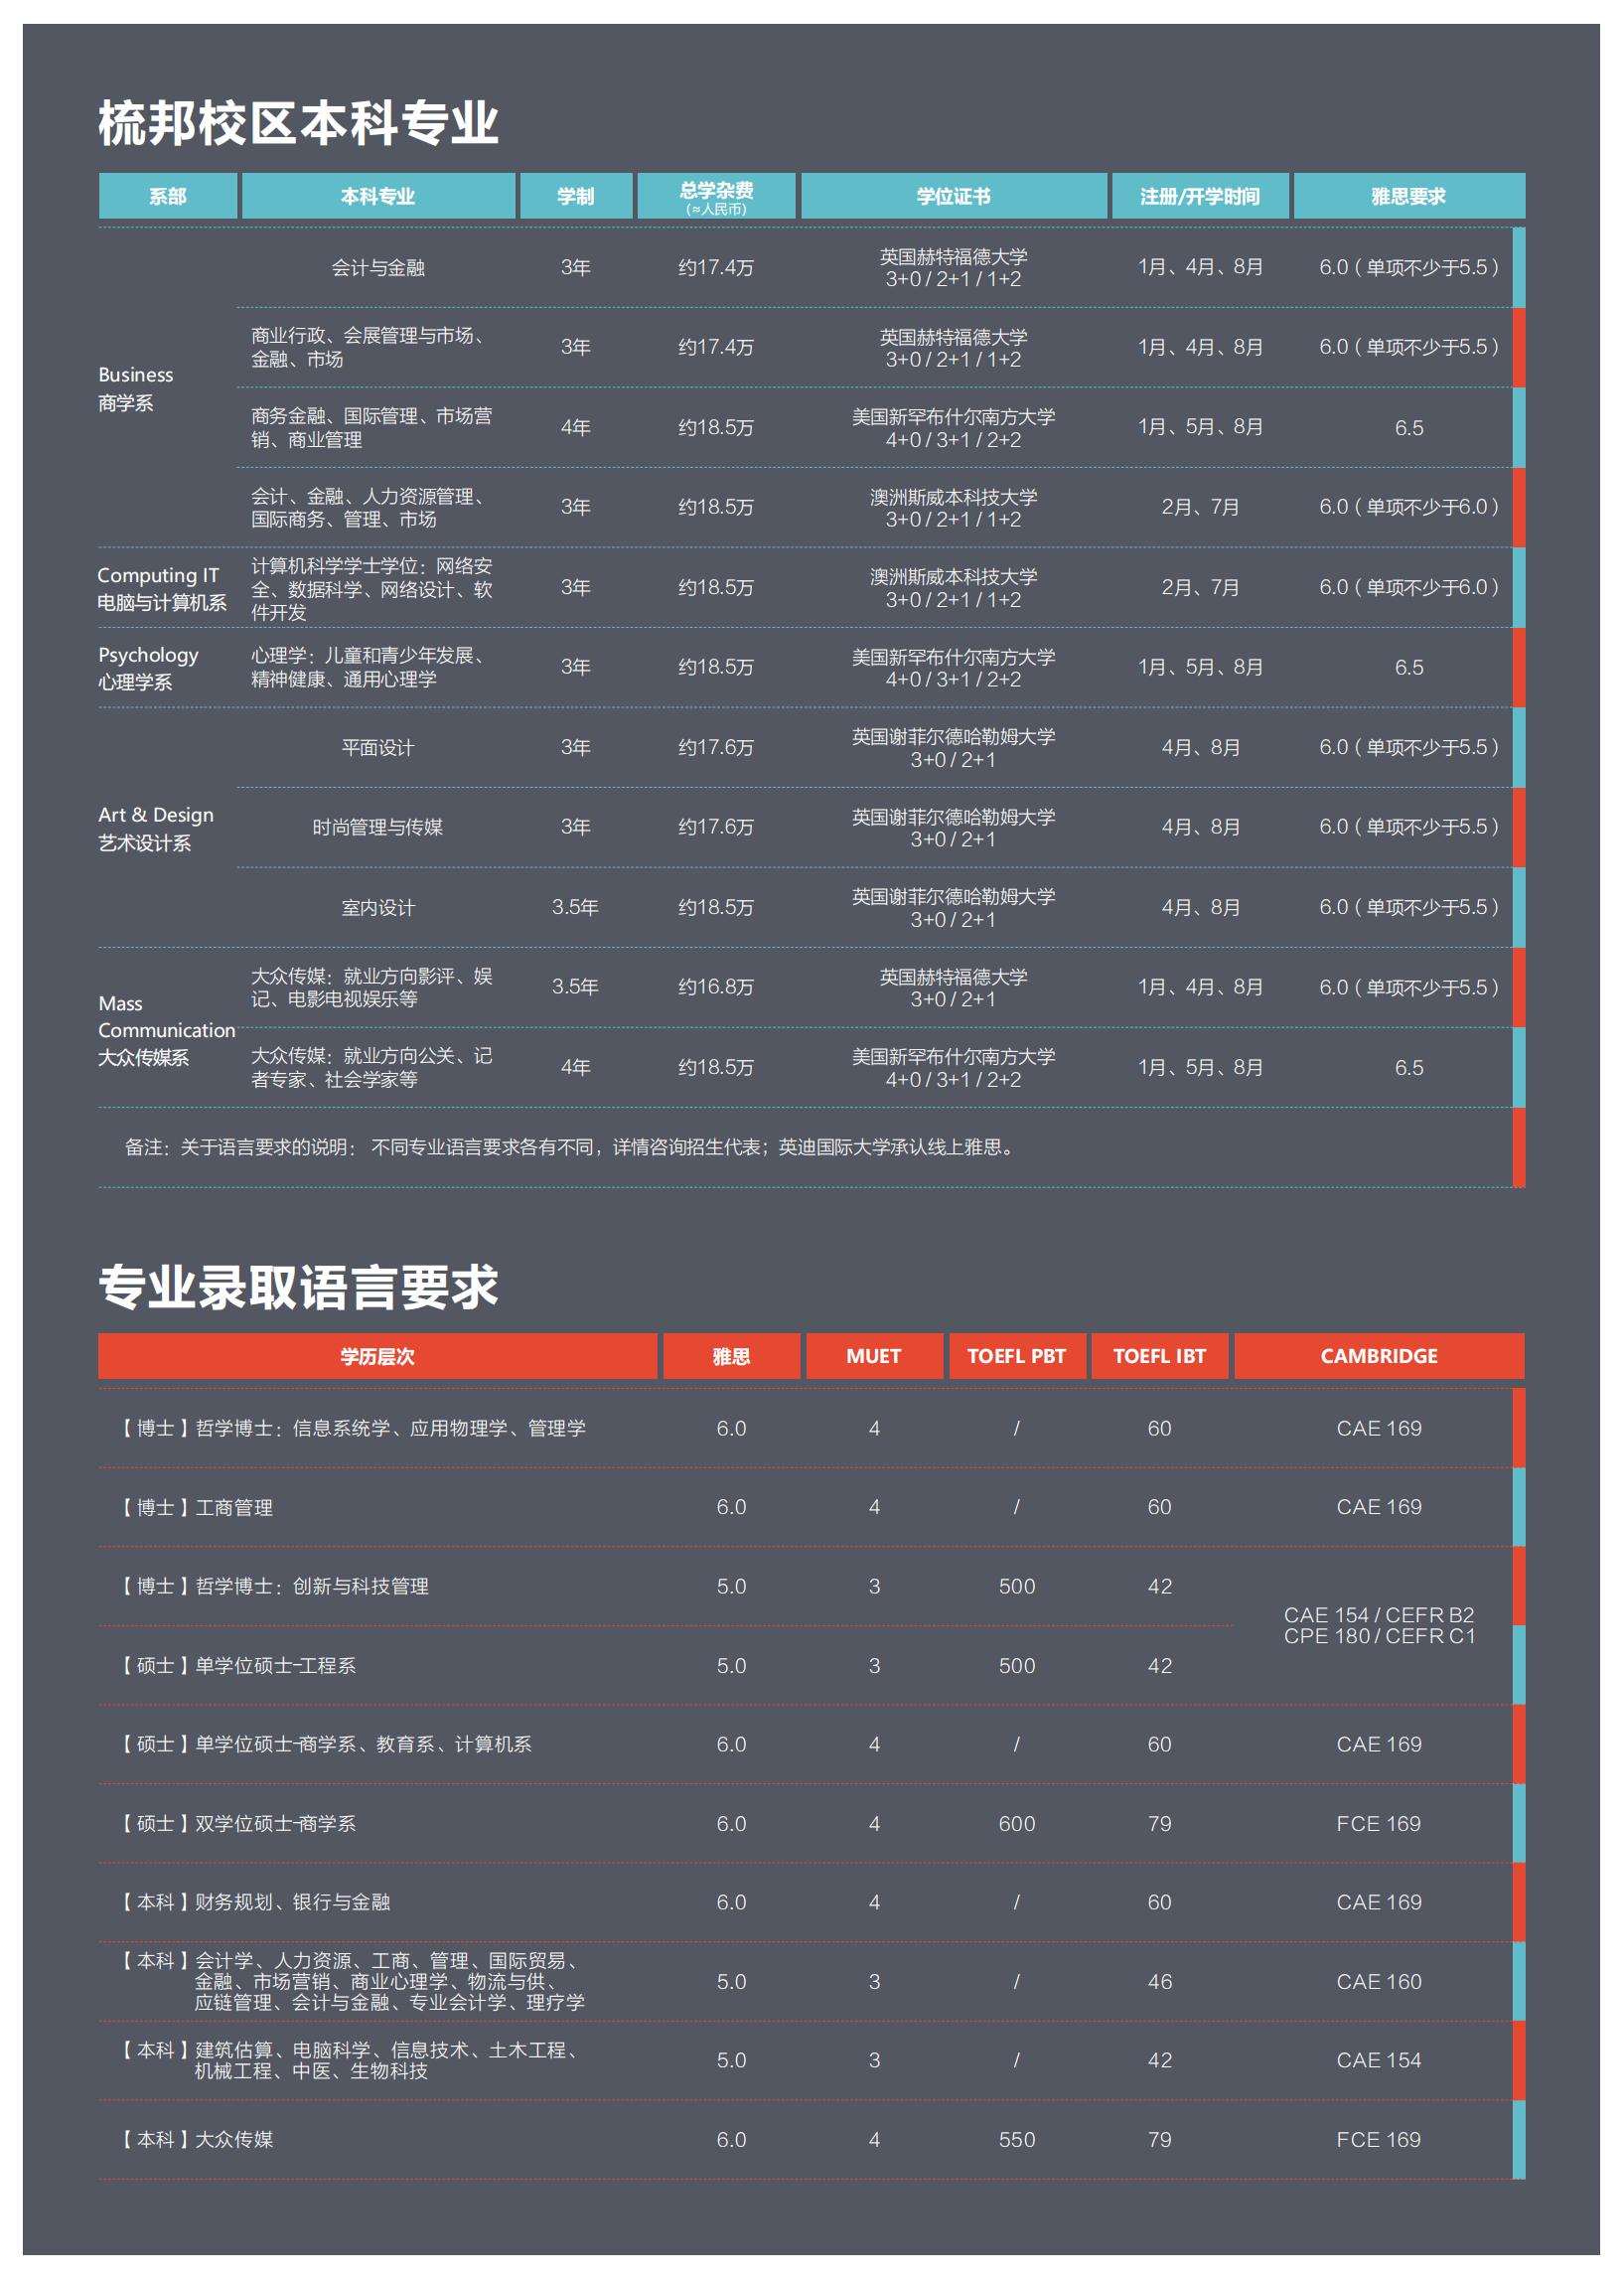 梳邦校区本科专业
系部 本科专业 学制 总学杂费 学位证书 注册/开学时间 雅思要求
(≈人民币)
Business
商学系
会计与金融 3年 约17.4万 英国赫特福德大学 1月、4月、8月 6.0（单项不少于5.5）
3+0 / 2+1 / 1+2
商业行政、会展管理与市场、 3年 约17.4万 英国赫特福德大学 1月、4月、8月 6.0（单项不少于5.5）
金融、市场 3+0 / 2+1 / 1+2
商务金融、国际管理、市场营 4年 约18.5万 美国新罕布什尔南方大学 1月、5月、8月 6.5
销、商业管理 4+0 / 3+1 / 2+2
会计、金融、人力资源管理、 3年 约18.5万 澳洲斯威本科技大学 2月、7月 6.0（单项不少于6.0）
国际商务、管理、市场 3+0 / 2+1 / 1+2
Computing IT
电脑与计算机系
计算机科学学士学位：网络安 3年 约18.5万 澳洲斯威本科技大学 2月、7月 6.0（单项不少于6.0）
全、数据科学、网络设计、软 3+0 / 2+1 / 1+2
件开发
Psychology
心理学系
心理学：儿童和青少年发展、 3年 约18.5万 美国新罕布什尔南方大学 1月、5月、8月 6.5
精神健康、通用心理学 4+0 / 3+1 / 2+2
Art & Design
艺术设计系
平面设计 3年 约17.6万 英国谢菲尔德哈勒姆大学 4月、8月 6.0（单项不少于5.5）
3+0 / 2+1
时尚管理与传媒 3年 约17.6万 英国谢菲尔德哈勒姆大学 4月、8月 6.0（单项不少于5.5）
3+0 / 2+1
室内设计 3.5年 约18.5万 英国谢菲尔德哈勒姆大学 4月、8月 6.0（单项不少于5.5）
3+0 / 2+1
Mass
Communication
大众传媒系
大众传媒：就业方向影评、娱 3.5年 约16.8万 英国赫特福德大学 1月、4月、8月 6.0（单项不少于5.5）
记、电影电视娱乐等 3+0 / 2+1
大众传媒：就业方向公关、记 4年 约18.5万 美国新罕布什尔南方大学 1月、5月、8月 6.5
者专家、社会学家等 4+0 / 3+1 / 2+2
备注：关于语言要求的说明： 不同专业语言要求各有不同，详情咨询招生代表；英迪国际大学承认线上雅思。
专业录取语言要求
学历层次 雅思 MUET TOEFL PBT TOEFL IBT CAMBRIDGE
【 博士 】哲学博士：信息系统学、应用物理学、管理学 6.0 4 / 60 CAE 169
【 博士 】工商管理 6.0 4 / 60 CAE 169
【 博士 】哲学博士：创新与科技管理 5.0 3 500 42
CAE 154 / CEFR B2
CPE 180 / CEFR C1
【 硕士 】单学位硕士-工程系 5.0 3 500 42
【 硕士 】单学位硕士-商学系、教育系、计算机系 6.0 4 / 60 CAE 169
【 硕士 】双学位硕士-商学系 6.0 4 600 79 FCE 169
【 本科 】财务规划、银行与金融 6.0 4 / 60 CAE 169
【 本科 】会计学、人力资源、工商、管理、国际贸易、
金融、市场营销、商业心理学、物流与供、 5.0 3 / 46 CAE 160
应链管理、会计与金融、专业会计学、理疗学
【 本科 】建筑估算、电脑科学、信息技术、土木工程、 5.0 3 / 42 CAE 154
机械工程、中医、生物科技
【 本科 】大众传媒 6.0 4 550 79 FCE 169